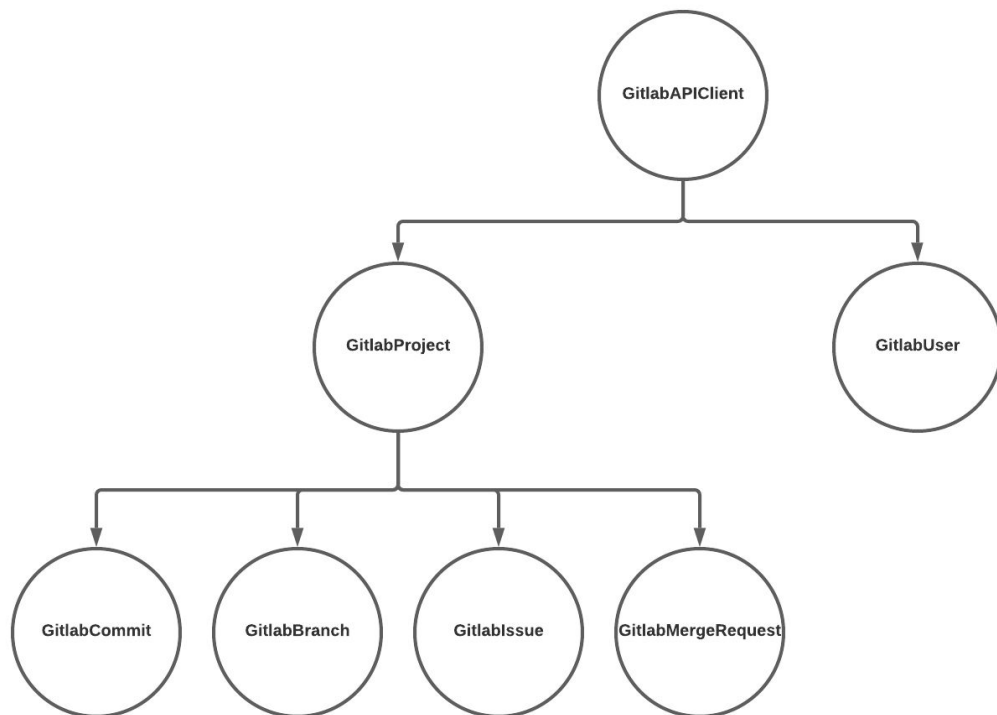 GitlabAPIClient
GitlabProject
GitlabUser
GitlabCommit
GitlabBranch
GitlabIssue
GitlabMergeRequest